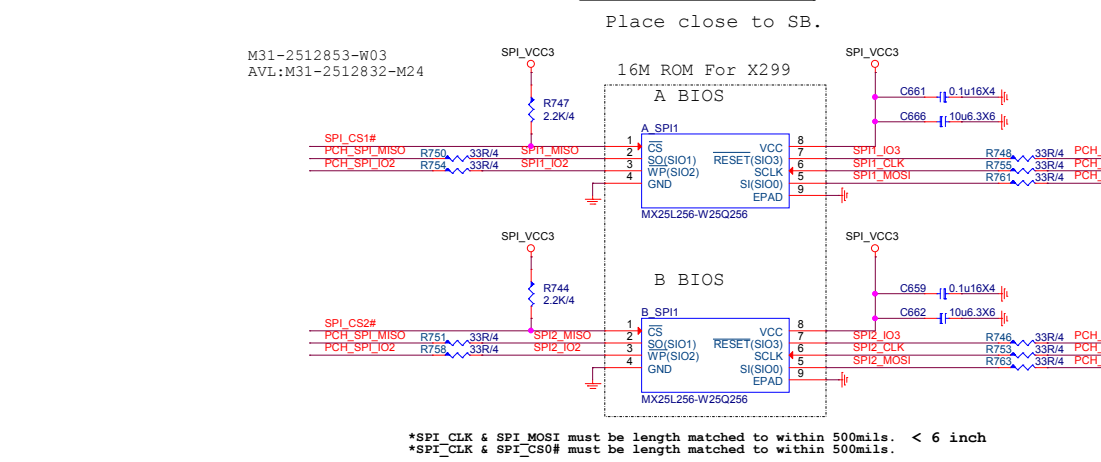 Place close to SB.
M31-2512853-W03
AVL:M31-2512832-M24
SPI_VCC3
SPI_VCC3
16M ROM For X299
A BIOS
R747
2.2K/4
C661 0.1u16X4
C666 10u6.3X6
A_SPI1
SPI_CS1# 1 CS VCC 8
PCH_SPI_MISO R750 33R/4 SPI1_MISO 2 SO(SIO1) RESET(SIO3) 7 SPI1_IO3 R748 33R/4 PCH_
PCH_SPI_IO2 R754 33R/4 SPI1_IO2 3 WP(SIO2) SCLK 6 SPI1_CLK R755 33R/4 PCH_
4 GND SI(SIO0) 5 SPI1_MOSI R761 33R/4 PCH_
EPAD 9
MX25L256-W25Q256
SPI_VCC3
SPI_VCC3
B BIOS
R744
2.2K/4
C659 0.1u16X4
C662 10u6.3X6
B_SPI1
SPI_CS2# 1 CS VCC 8
PCH_SPI_MISO R751 33R/4 SPI2_MISO 2 SO(SIO1) RESET(SIO3) 7 SPI2_IO3 R746 33R/4 PCH_
PCH_SPI_IO2 R758 33R/4 SPI2_IO2 3 WP(SIO2) SCLK 6 SPI2_CLK R753 33R/4 PCH_
4 GND SI(SIO0) 5 SPI2_MOSI R763 33R/4 PCH_
EPAD 9
MX25L256-W25Q256
*SPI_CLK & SPI_MOSI must be length matched to within 500mils. < 6 inch
*SPI_CLK & SPI_CS0# must be length matched to within 500mils.